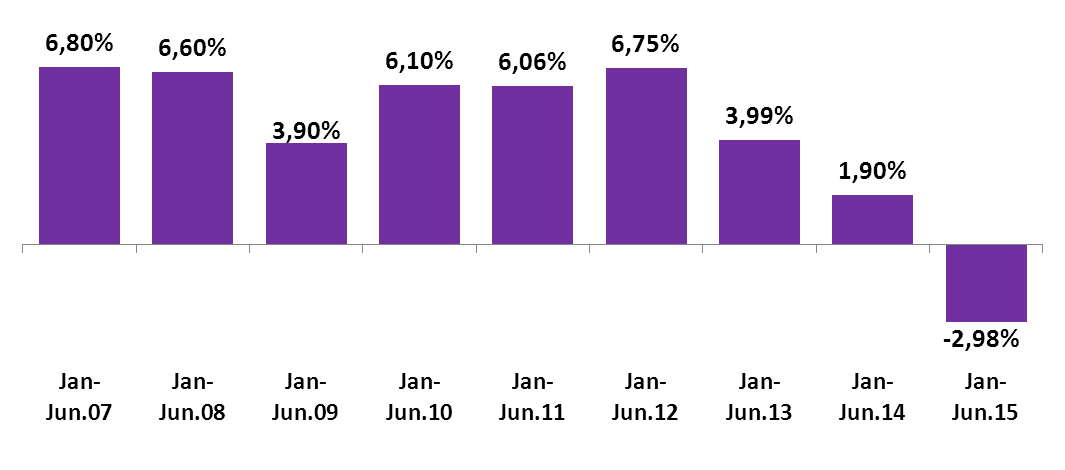 6,80%
6,60%
3,90%
6,10%
6,06%
6,75%
3,99%
1,90%
-2,98%
Jan-
Jun.07
Jan-
Jun.08
Jan-
Jun.09
Jan-
Jun.10
Jan-
Jun.11
Jan-
Jun.12
Jan-
Jun.13
Jan-
Jun.14
Jan-
Jun.15